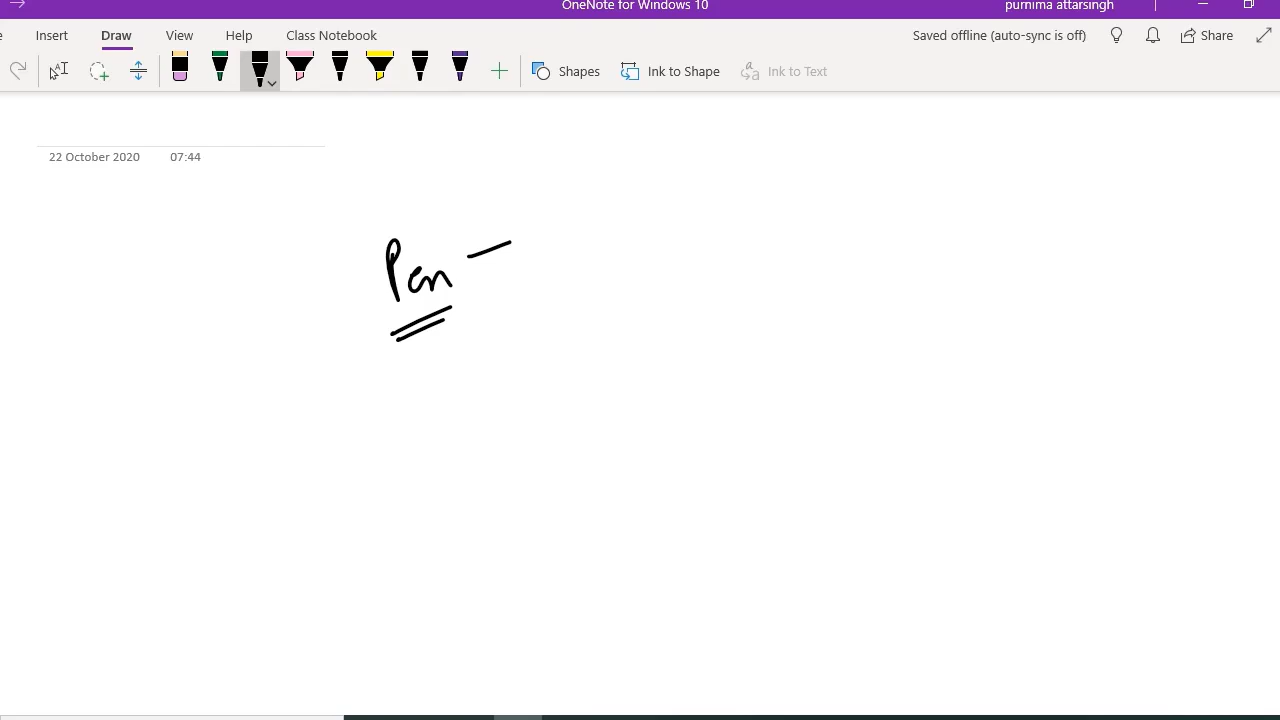 OneNote for Windows 10
purnima attarsingh
Insert Draw View Help Class Notebook
Saved offline (auto-sync is off)
Share
Shapes Ink to Shape Ink to Text
22 October 2020 07:44
Pen –